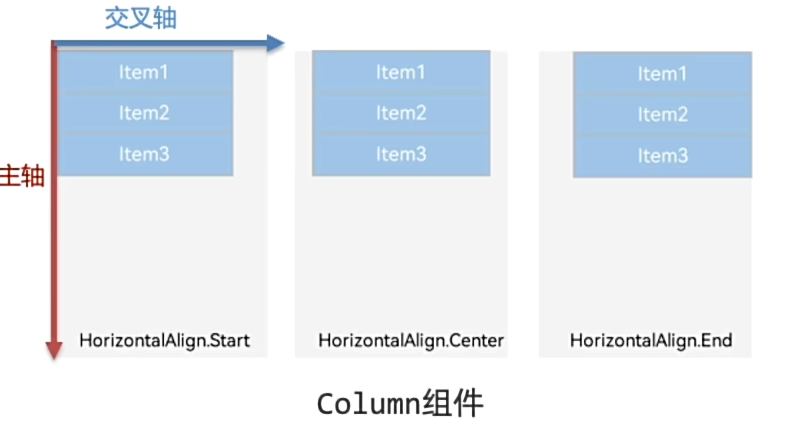 交叉轴
主轴
Item1
Item2
Item3
HorizontalAlign.Start
Item1
Item2
Item3
HorizontalAlign.Center
Item1
Item2
Item3
HorizontalAlign.End
Column组件